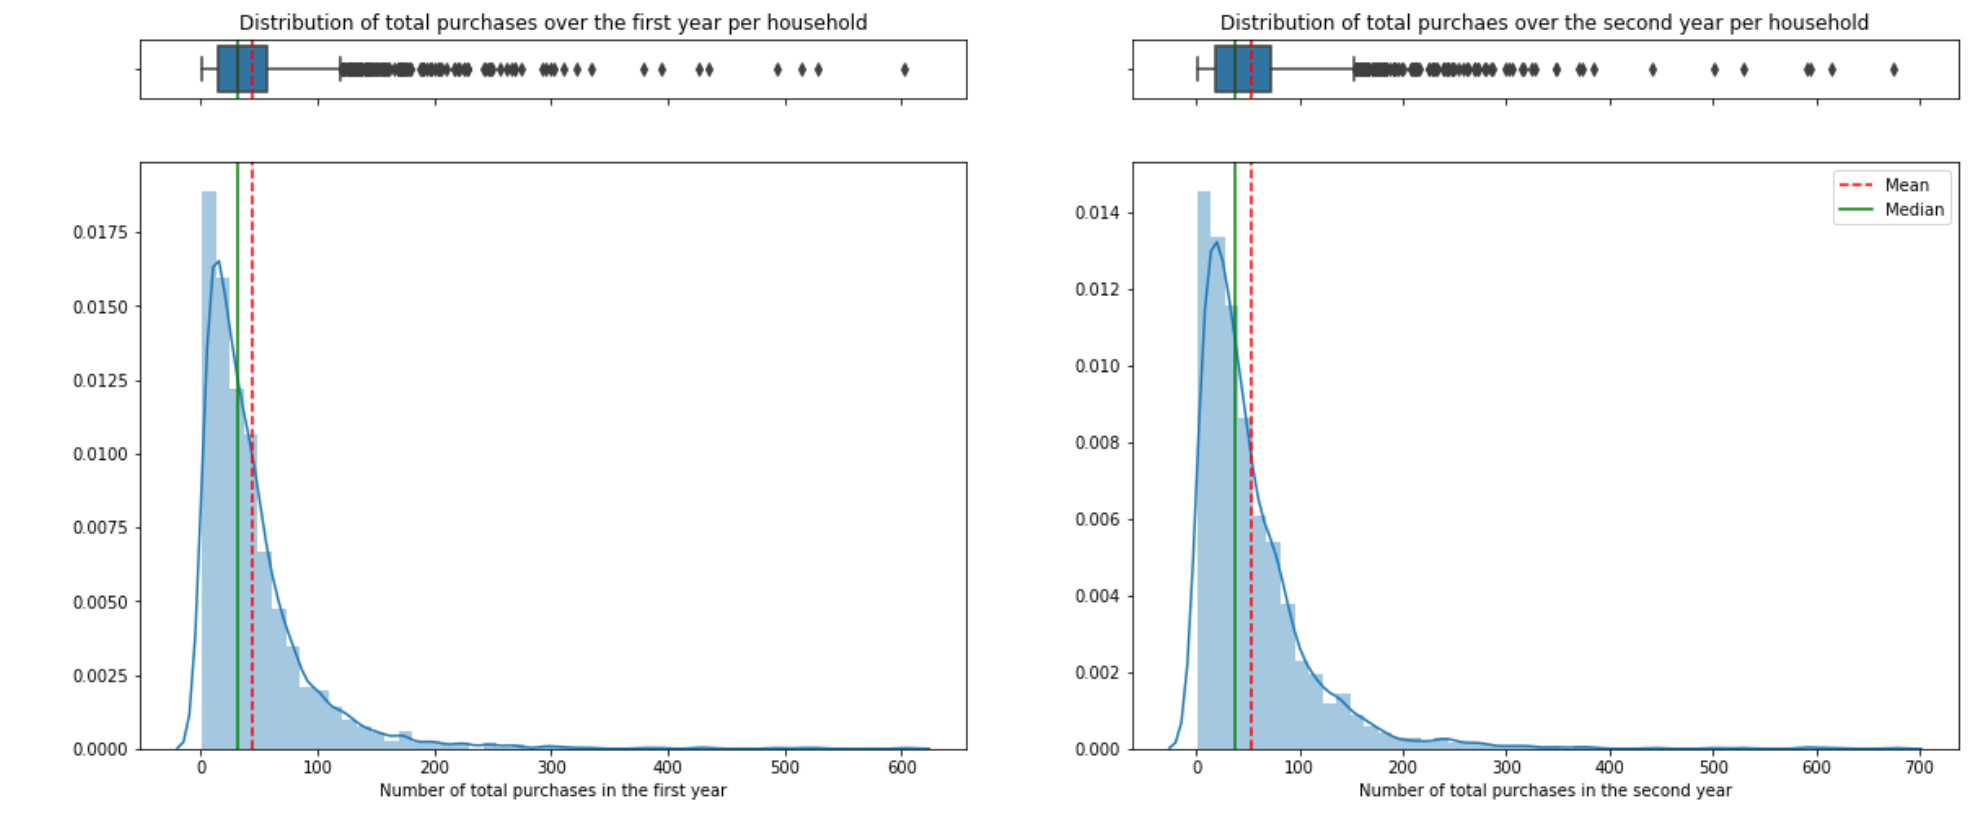 Distribution of total purchases over the first year per household
0.0175
0.0150
0.0125
0.0100
0.0075
0.0050
0.0025
0.0000
0 100 200 300 400 500 600
Number of total purchases in the first year
Distribution of total purchaes over the second year per household
Mean
Median
0.014
0.012
0.010
0.008
0.006
0.004
0.002
0.000
0 100 200 300 400 500 600 700
Number of total purchases in the second year